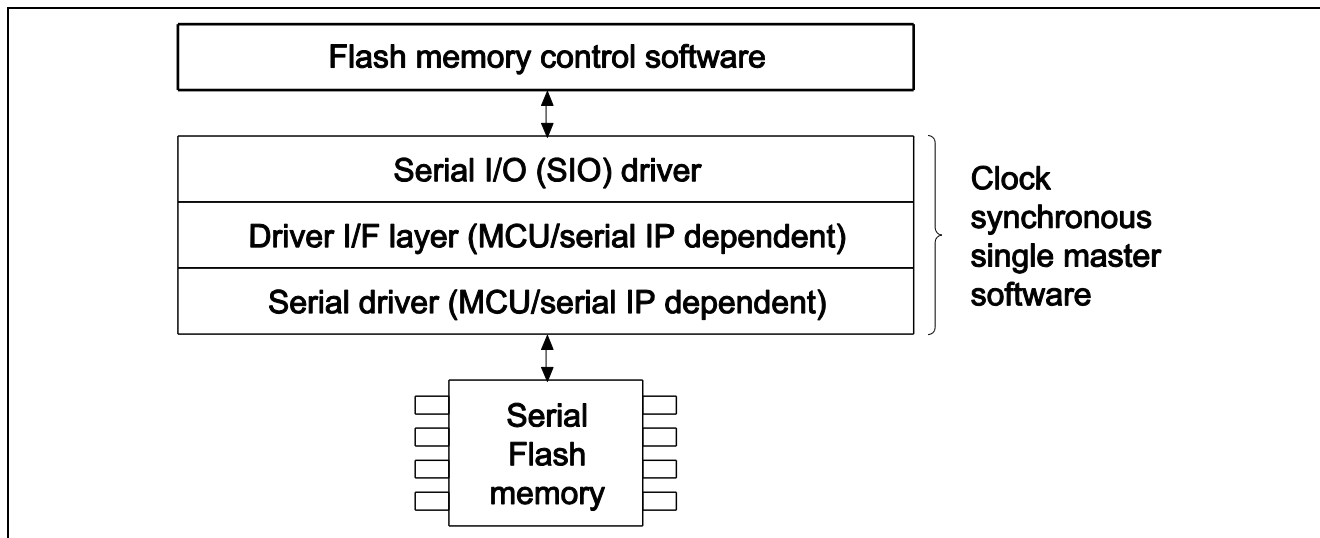 Flash memory control software
Serial I/O (SIO) driver
Driver I/F layer (MCU/serial IP dependent)
Serial driver (MCU/serial IP dependent)
Clock
synchronous
single master
software
Serial
Flash
memory